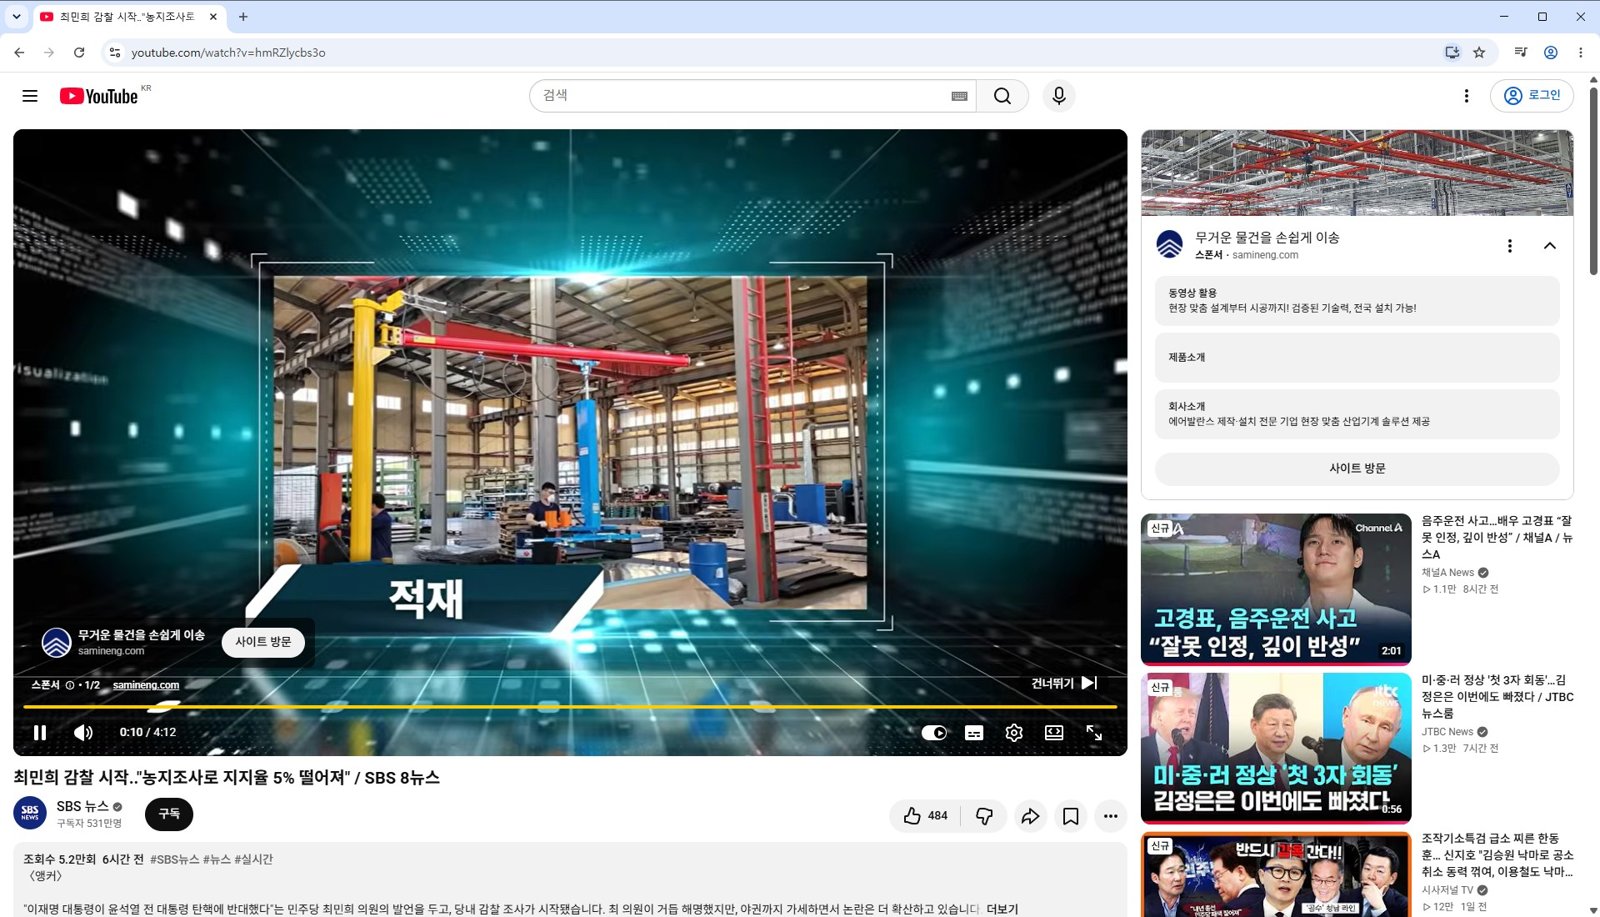 최민희 감찰 시작.."농지조사로
youtube.com/watch?v=hmRZlycbs3o
YouTube KR
검색
로그인
visualization
적재
무거운 물건을 손쉽게 이송
samineng.com
사이트 방문
스폰서 • 1/2 samineng.com
건너뛰기
0:10 / 4:12
최민희 감찰 시작.."농지조사로 지지율 5% 떨어져" / SBS 8뉴스
SBS NEWS
SBS 뉴스
구독자 531만명
구독
484
조회수 5.2만회 6시간 전 #SBS뉴스 #뉴스 #실시간
〈앵커〉
"이재명 대통령이 윤석열 전 대통령 탄핵에 반대했다"는 민주당 최민희 의원의 발언을 두고, 당내 감찰 조사가 시작됐습니다. 최 의원이 거듭 해명했지만, 야권까지 가세하면서 논란은 더 확산하고 있습니다. 더보기
무거운 물건을 손쉽게 이송
스폰서 · samineng.com
동영상 활용
현장 맞춤 설계부터 시공까지! 검증된 기술력, 전국 설치 가능!
제품소개
회사소개
에어발란스 제작·설치 전문 기업 현장 맞춤 산업기계 솔루션 제공
사이트 방문
신규
Channel A
고경표, 음주운전 사고
"잘못 인정, 깊이 반성"
2:01
음주운전 사고…배우 고경표 "잘
못 인정, 깊이 반성" / 채널A / 뉴
스A
채널A News
1.1만 8시간 전
신규
jtbc news
미·중·러 정상 '첫 3자 회동'
김정은은 이번에도 빠졌다
0:56
미·중·러 정상 '첫 3자 회동'…김
정은은 이번에도 빠졌다 / JTBC
뉴스룸
JTBC News
1.3만 7시간 전
신규
반드시 감옥 간다!!
조작기소특검 급소 찌른 한동
훈... 신지호 "김승원 낙마로 공소
취소 동력 꺾여, 이용철도 낙마...
시사저널 TV
12만 1일 전